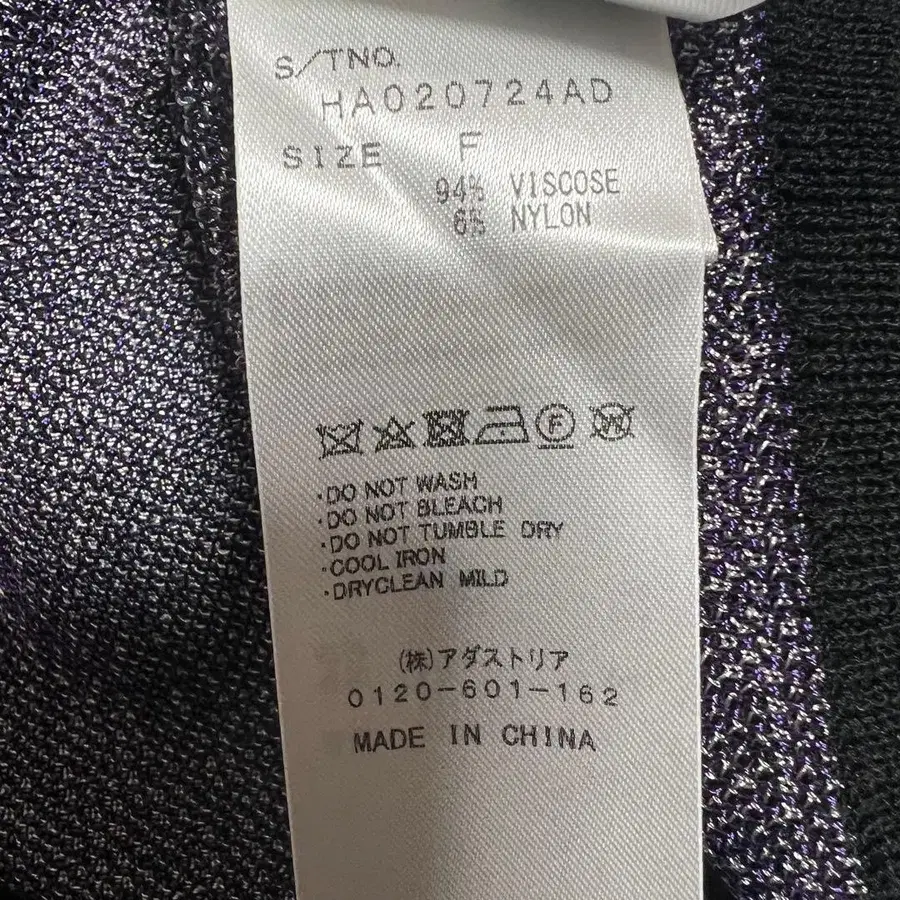 S/TNO.
HA020724AD
SIZE F
94% VISCOSE
6% NYLON
F W
·DO NOT WASH
·DO NOT BLEACH
·DO NOT TUMBLE DRY
·COOL IRON
·DRYCLEAN MILD
(株)アダストリア
0120-601-162
MADE IN CHINA